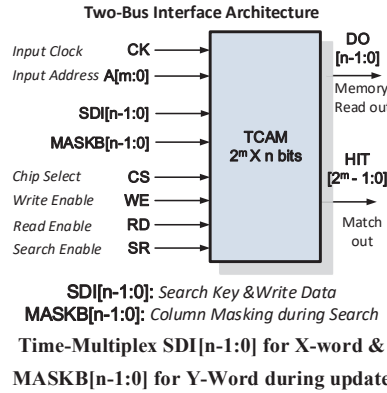 Two-Bus Interface Architecture
Input Clock CK
Input Address A[m:0]
SDI[n-1:0]
MASKB[n-1:0]
Chip Select CS
Write Enable WE
Read Enable RD
Search Enable SR
TCAM
2^m X n bits
DO
[n-1:0]
Memory
Read out
HIT
[2^m - 1:0]
Match
out
SDI[n-1:0]: Search Key &Write Data
MASKB[n-1:0]: Column Masking during Search
Time-Multiplex SDI[n-1:0] for X-word &
MASKB[n-1:0] for Y-Word during update